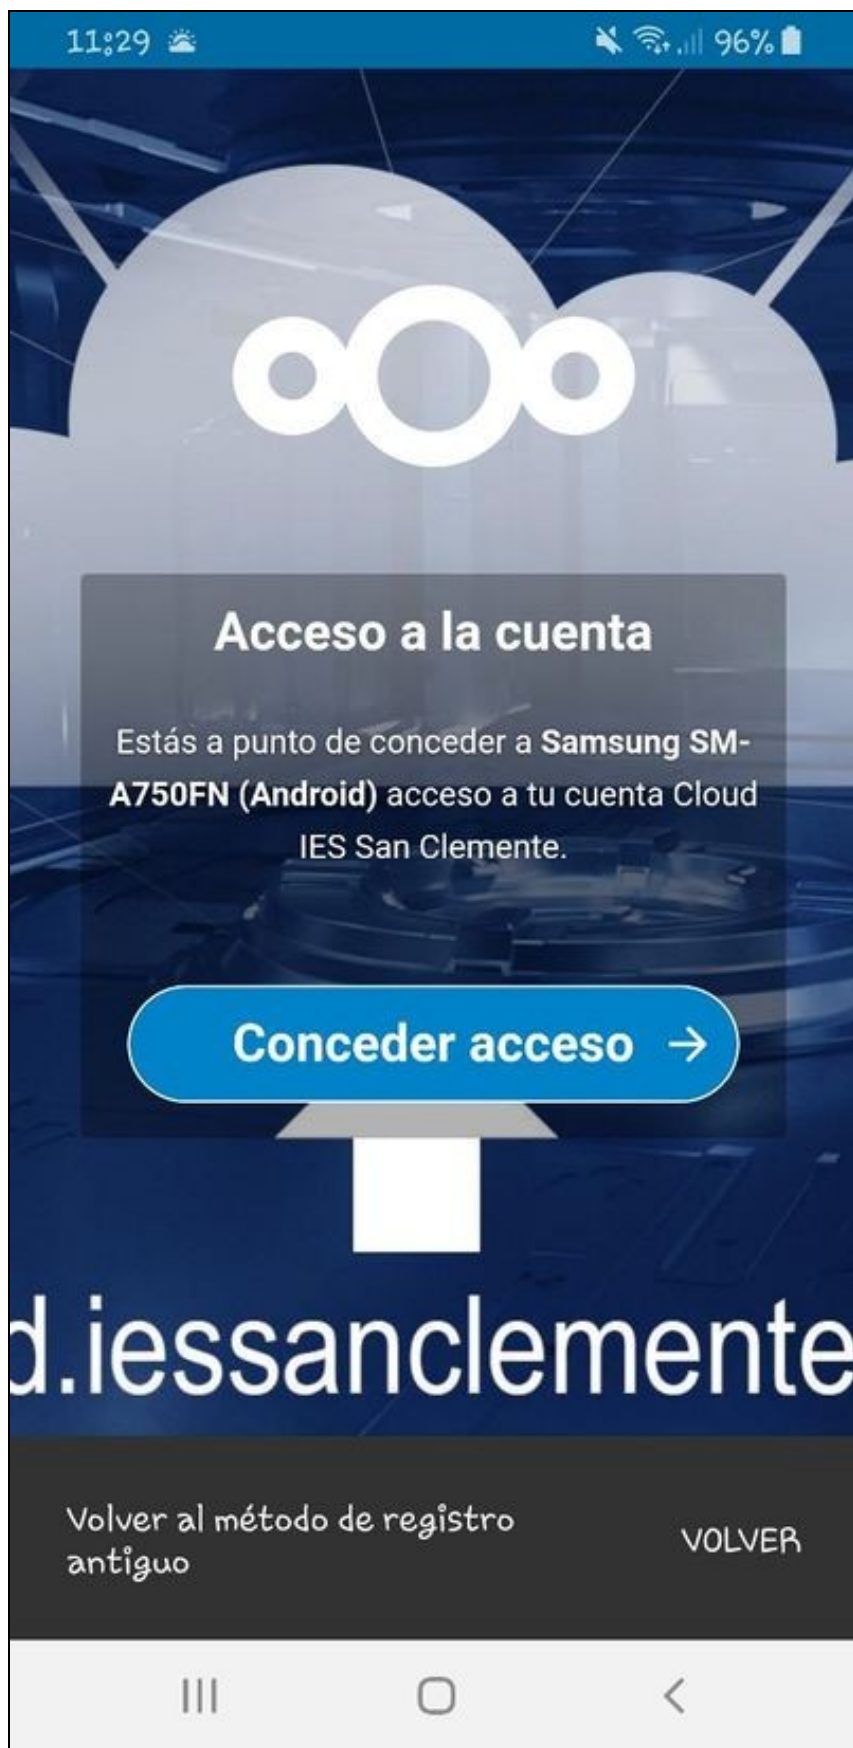 11:29
96%
Acceso a la cuenta
Estás a punto de conceder a Samsung SM-
A750FN (Android) acceso a tu cuenta Cloud
IES San Clemente.
Conceder acceso
d.iessanclemente
Volver al método de registro
antiguo
VOLVER